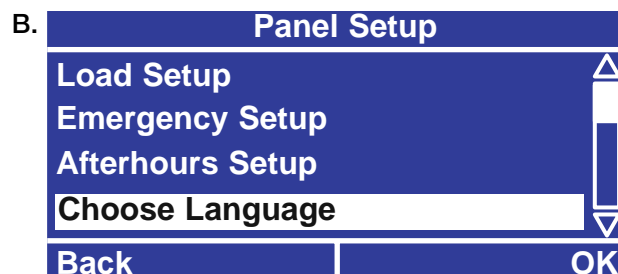 B.
Panel Setup
Load Setup
Emergency Setup
Afterhours Setup
Choose Language
Back OK